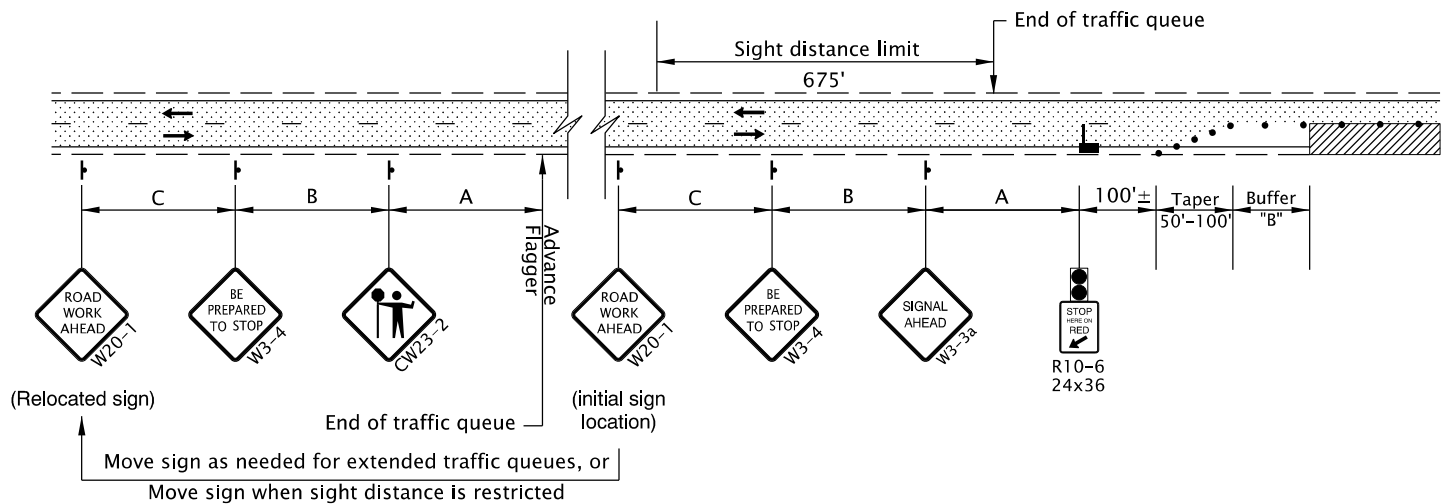 End of traffic queue
Sight distance limit
675'
C
B
A
Advance
Flagger
C
B
A
100'±
Taper
50'-100'
Buffer
"B"
ROAD
WORK
AHEAD
W20-1
BE
PREPARED
TO STOP
W3-4
CW23-2
ROAD
WORK
AHEAD
W20-1
BE
PREPARED
TO STOP
W3-4
SIGNAL
AHEAD
W3-3a
STOP
HERE ON
RED
R10-6
24x36
(Relocated sign)
(initial sign
location)
End of traffic queue
Move sign as needed for extended traffic queues, or
Move sign when sight distance is restricted